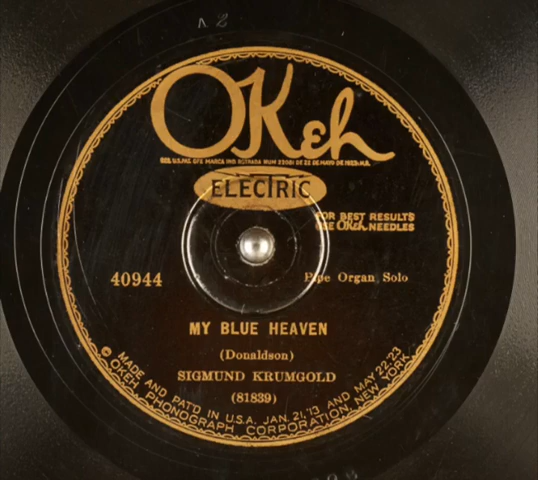 OKeh
ELECTRIC
FOR BEST RESULTS
USE OKeh NEEDLES
40944
Pipe Organ Solo
MY BLUE HEAVEN
(Donaldson)
SIGMUND KRUMGOLD
(81839)
MADE AND PAT'D IN U.S.A. JAN. 21,'13 AND MAY 22,'23
© OKEH PHONOGRAPH CORPORATION, NEW YORK